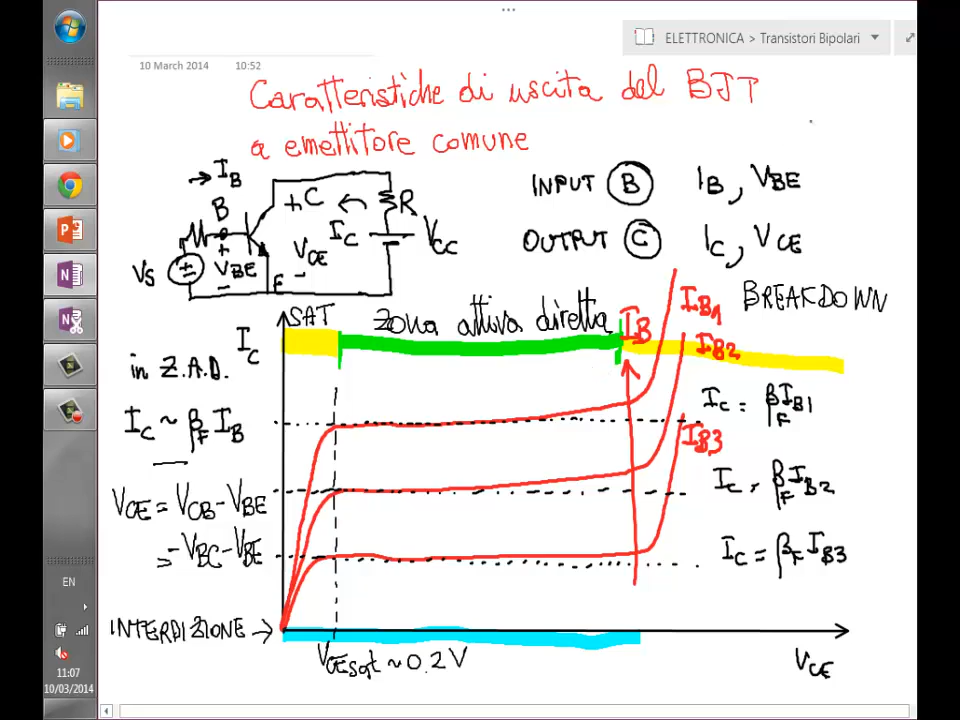 ELETTRONICA > Transistori Bipolari
10 March 2014 10:52
Caratteristiche di uscita del BJT
a emettitore comune
INPUT B IB, VBE
OUTPUT C IC, VCE
IB
B
+ C
IC
R
VCC
VS
+
VBE
-
VCE
-
E
BREAKDOWN
SAT
zona attiva diretta
IB
IB1
IB2
IB3
IC
in Z.A.D.
IC ~ βF IB
VCE = VCB - VBE
= -VBC - VBE
IC = βF IB1
IC = βF IB2
IC = βF IB3
INTERDIZIONE →
VCEsat ~ 0.2 V
VCE
EN
11:07
10/03/2014